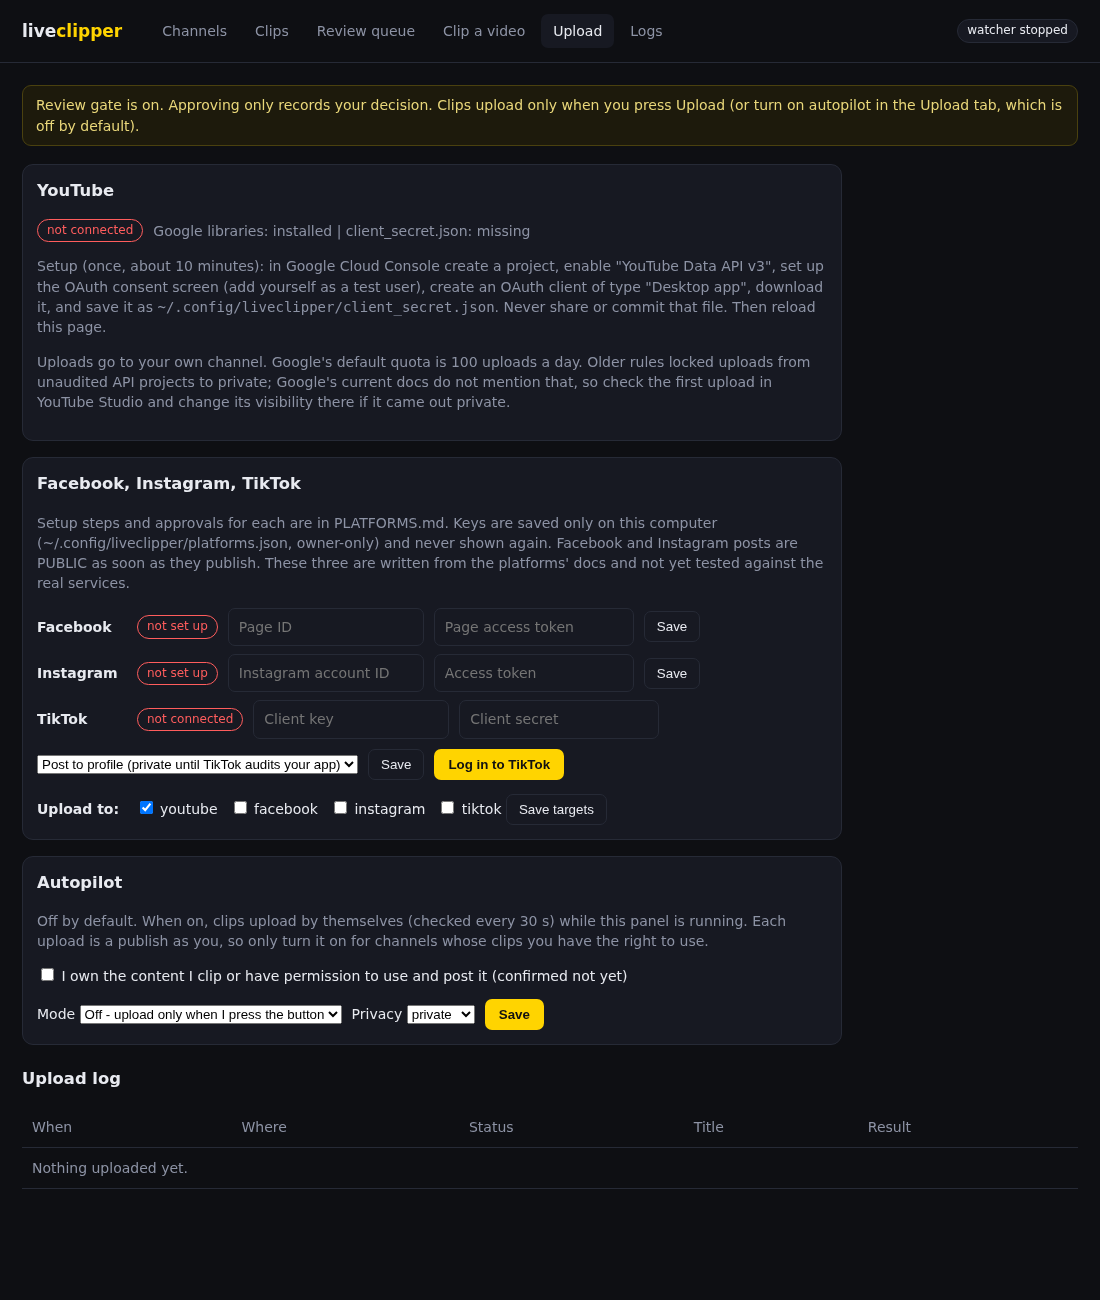 liveclipper Channels Clips Review queue Clip a video Upload Logs watcher stopped
Review gate is on. Approving only records your decision. Clips upload only when you press Upload (or turn on autopilot in the Upload tab, which is
off by default).
YouTube
not connected Google libraries: installed | client_secret.json: missing
Setup (once, about 10 minutes): in Google Cloud Console create a project, enable "YouTube Data API v3", set up
the OAuth consent screen (add yourself as a test user), create an OAuth client of type "Desktop app", download
it, and save it as ~/.config/liveclipper/client_secret.json. Never share or commit that file. Then reload
this page.
Uploads go to your own channel. Google's default quota is 100 uploads a day. Older rules locked uploads from
unaudited API projects to private; Google's current docs do not mention that, so check the first upload in
YouTube Studio and change its visibility there if it came out private.
Facebook, Instagram, TikTok
Setup steps and approvals for each are in PLATFORMS.md. Keys are saved only on this computer
(~/.config/liveclipper/platforms.json, owner-only) and never shown again. Facebook and Instagram posts are
PUBLIC as soon as they publish. These three are written from the platforms' docs and not yet tested against the
real services.
Facebook not set up Page ID Page access token Save
Instagram not set up Instagram account ID Access token Save
TikTok not connected Client key Client secret
Post to profile (private until TikTok audits your app) Save Log in to TikTok
Upload to: youtube facebook instagram tiktok Save targets
Autopilot
Off by default. When on, clips upload by themselves (checked every 30 s) while this panel is running. Each
upload is a publish as you, so only turn it on for channels whose clips you have the right to use.
I own the content I clip or have permission to use and post it (confirmed not yet)
Mode Off - upload only when I press the button Privacy private Save
Upload log
When Where Status Title Result
Nothing uploaded yet.